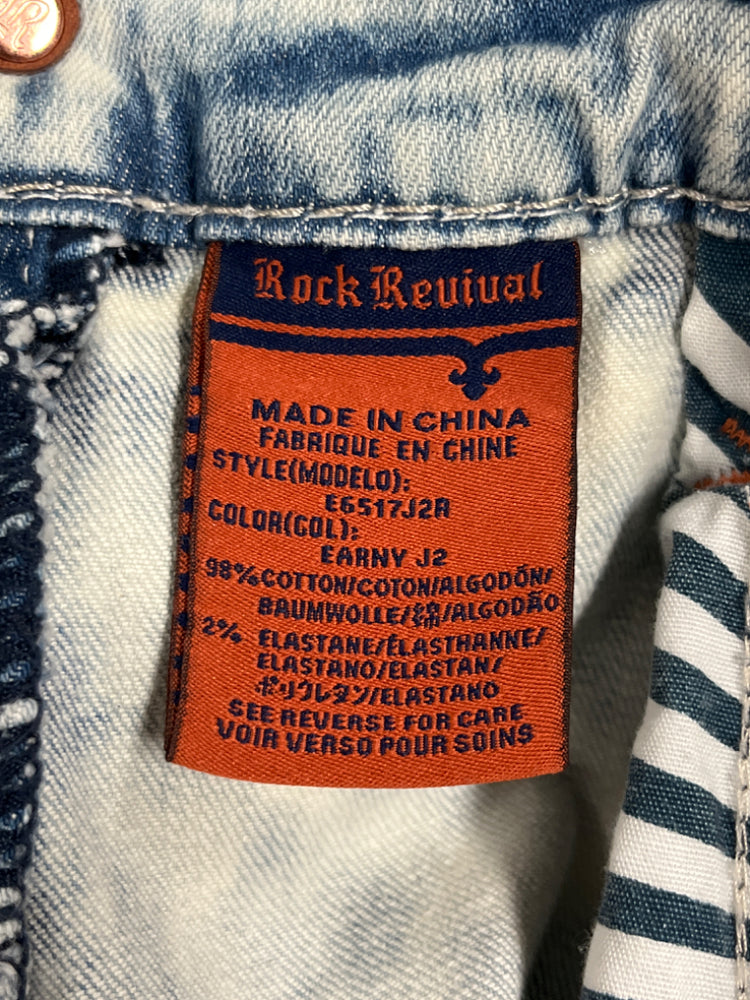 Rock Revival
MADE IN CHINA
FABRIQUE EN CHINE
STYLE(MODELO):
E6517J2R
COLOR(COL):
EARNY J2
98%COTTON/COTON/ALGODÓN/
BAUMWOLLE/綿/ALGODÃO
2% ELASTANE/ÉLASTHANNE/
ELASTANO/ELASTAN/
ポリウレタン/ELASTANO
SEE REVERSE FOR CARE
VOIR VERSO POUR SOINS